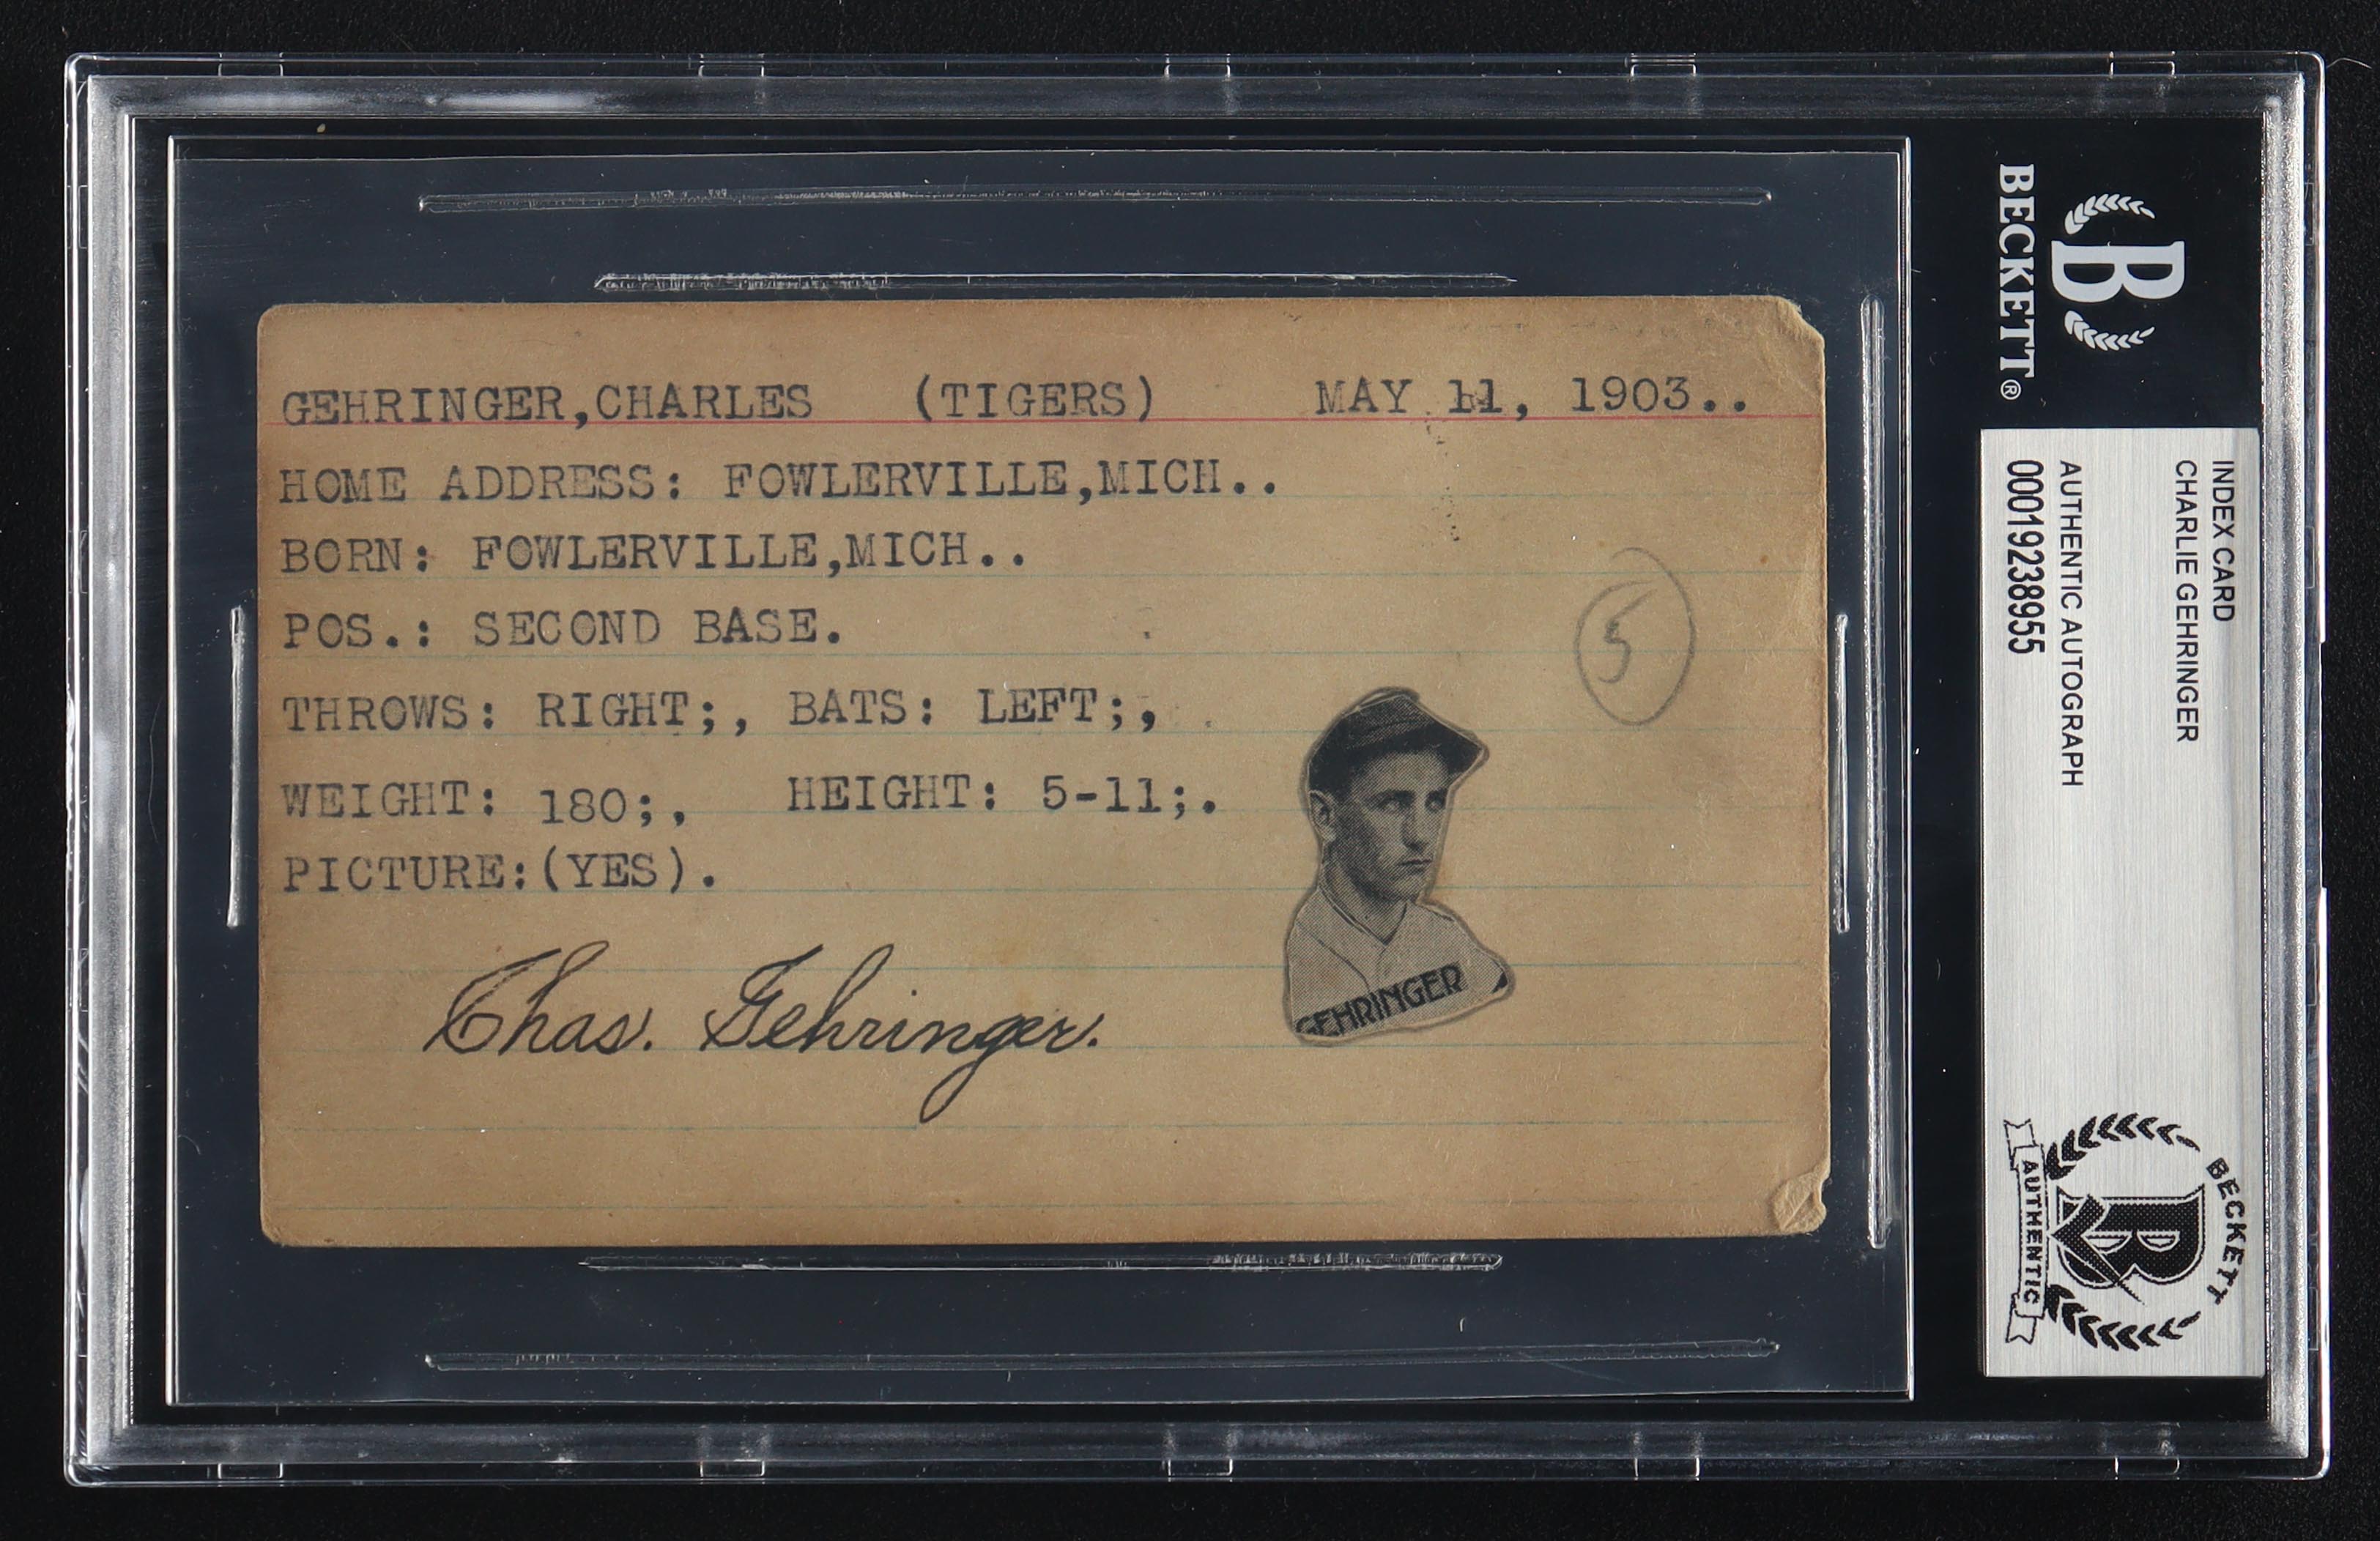 GEHRINGER,CHARLES (TIGERS) MAY 11, 1903..
HOME ADDRESS: FOWLERVILLE,MICH..
BORN: FOWLERVILLE,MICH..
POS.: SECOND BASE.
THROWS: RIGHT;, BATS: LEFT;,
WEIGHT: 180;, HEIGHT: 5-11;.
PICTURE:(YES).
5
GEHRINGER
Chas. Gehringer.
B
BECKETT®
INDEX CARD
CHARLIE GEHRINGER
AUTHENTIC AUTOGRAPH
00019238955
BECKETT
B
AUTHENTIC